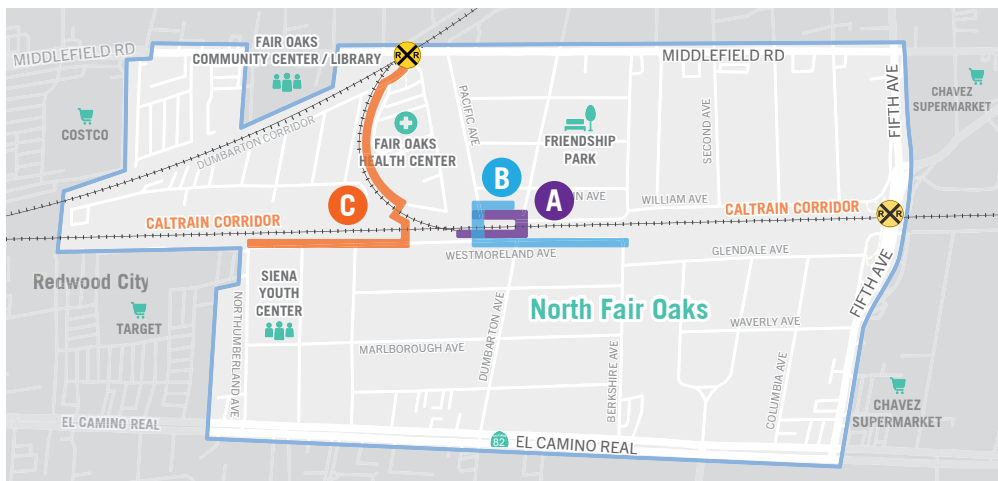 MIDDLEFIELD RD
FAIR OAKS
COMMUNITY CENTER / LIBRARY
R R
MIDDLEFIELD RD
COSTCO
DUMBARTON CORRIDOR
FAIR OAKS
HEALTH CENTER
PACIFIC AVE
FRIENDSHIP
PARK
SECOND AVE
FIFTH AVE
CHAVEZ
SUPERMARKET
B
A
C
AVE
WILLIAM AVE
CALTRAIN CORRIDOR
CALTRAIN CORRIDOR
R R
WESTMORELAND AVE
GLENDALE AVE
Redwood City
TARGET
SIENA
YOUTH
CENTER
NORTHUMBERLAND AVE
MARLBOROUGH AVE
DUMBARTON AVE
North Fair Oaks
BERKSHIRE AVE
WAVERLY AVE
COLUMBIA AVE
FIFTH AVE
CHAVEZ
SUPERMARKET
EL CAMINO REAL
82
EL CAMINO REAL